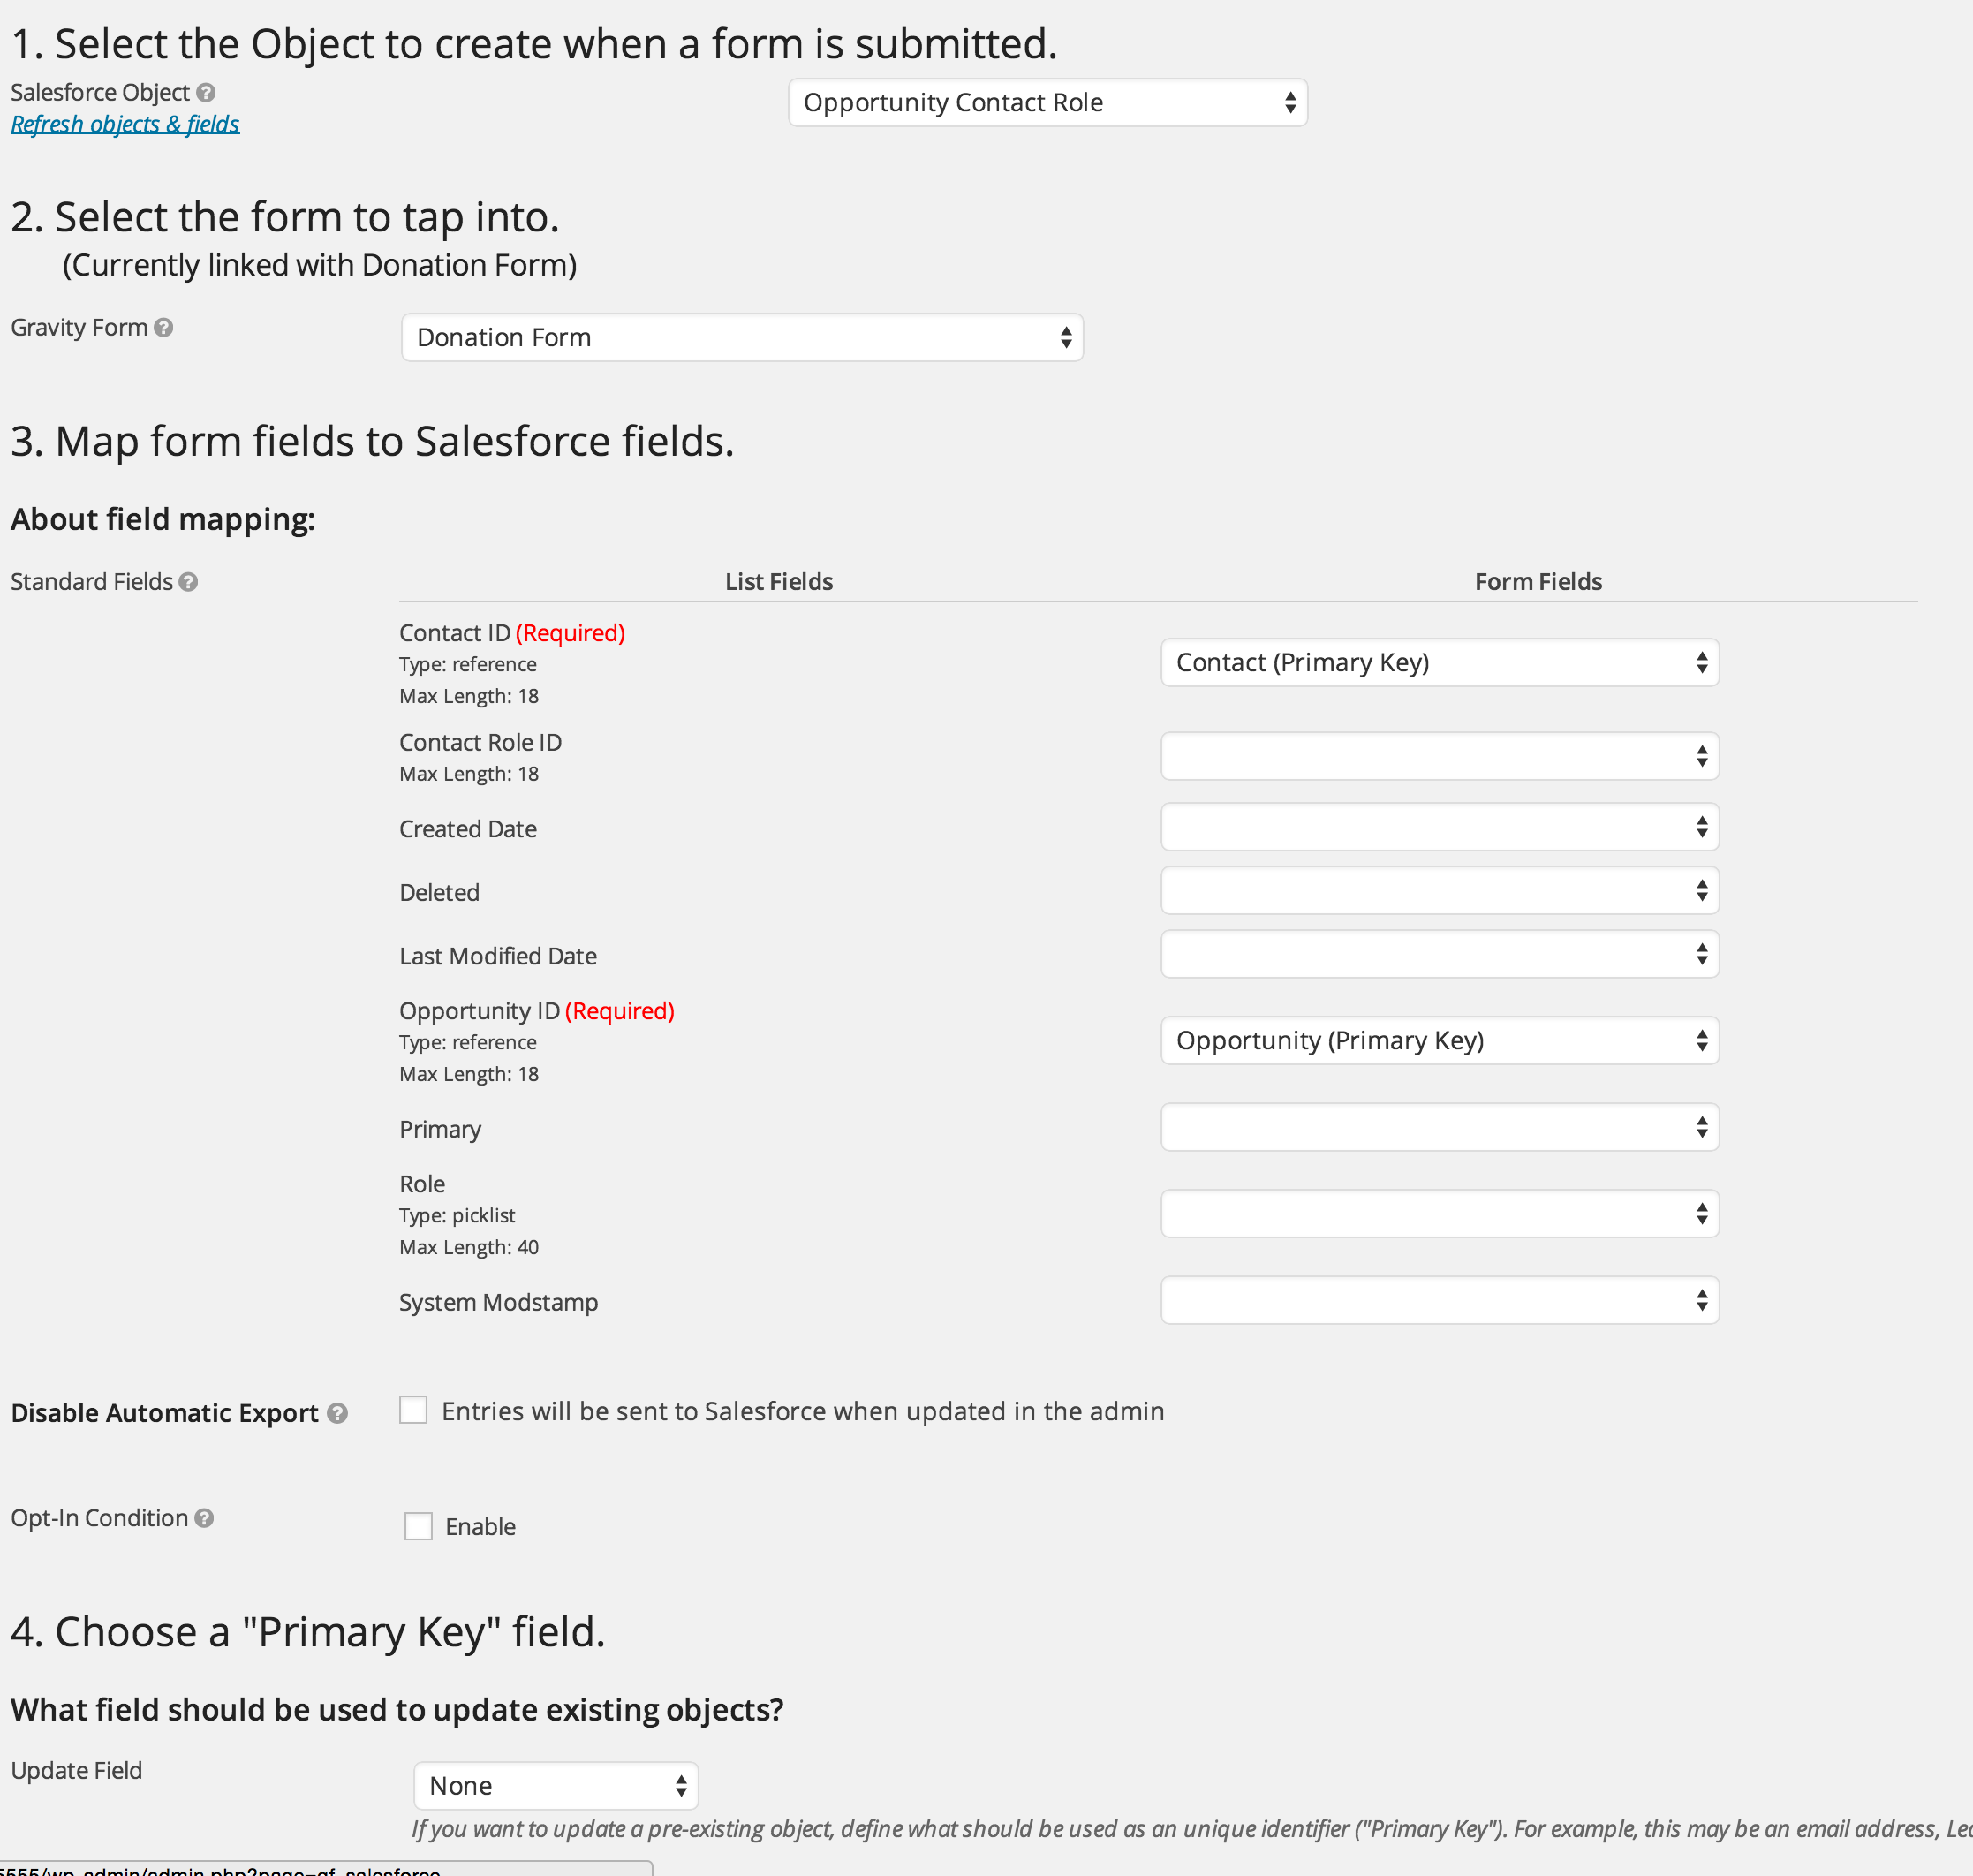 1. Select the Object to create when a form is submitted.
Salesforce Object
Refresh objects & fields
Opportunity Contact Role
2. Select the form to tap into.
(Currently linked with Donation Form)
Gravity Form
Donation Form
3. Map form fields to Salesforce fields.
About field mapping:
Standard Fields
List Fields
Form Fields
Contact ID (Required)
Type: reference
Max Length: 18
Contact (Primary Key)
Contact Role ID
Max Length: 18
Created Date
Deleted
Last Modified Date
Opportunity ID (Required)
Type: reference
Max Length: 18
Opportunity (Primary Key)
Primary
Role
Type: picklist
Max Length: 40
System Modstamp
Disable Automatic Export
Entries will be sent to Salesforce when updated in the admin
Opt-In Condition
Enable
4. Choose a "Primary Key" field.
What field should be used to update existing objects?
Update Field
None
If you want to update a pre-existing object, define what should be used as an unique identifier ("Primary Key"). For example, this may be an email address,
5555/wp-admin/admin.php?page=gf_salesforce